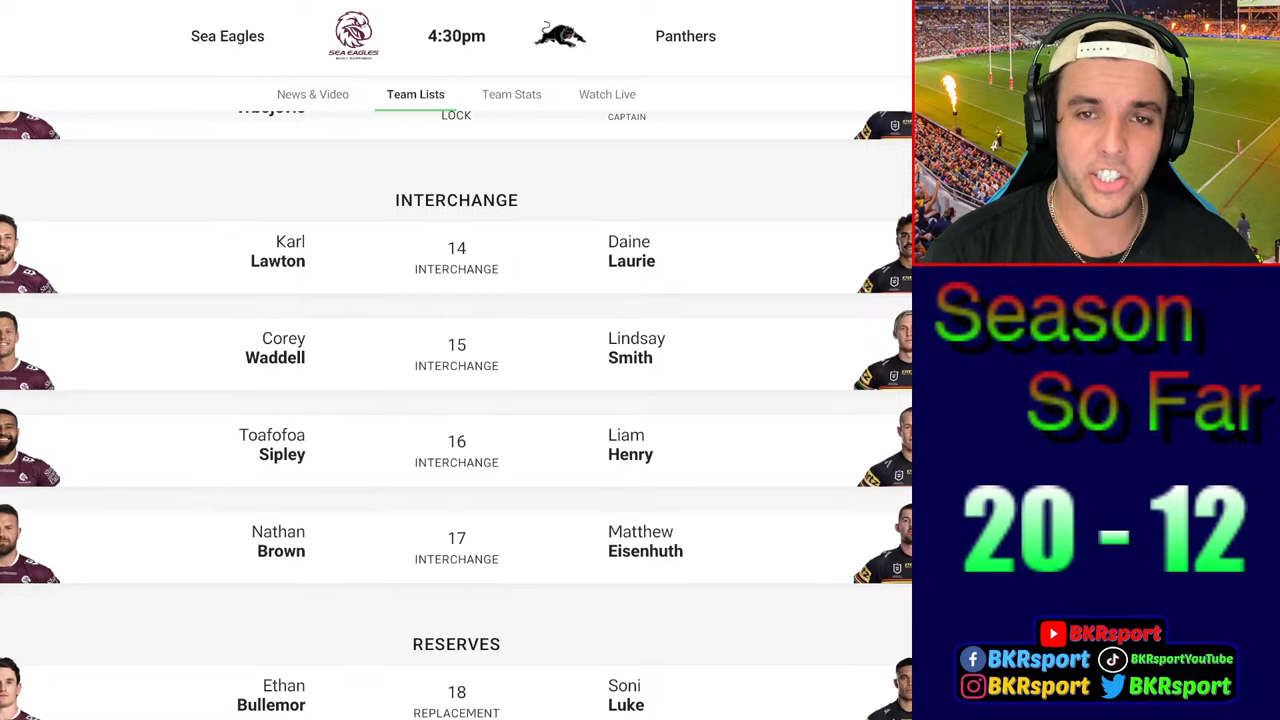 Sea Eagles
SEA EAGLES
4:30pm
Panthers
News & Video
Team Lists
Team Stats
Watch Live
LOCK
CAPTAIN
INTERCHANGE
Karl
Lawton
14
INTERCHANGE
Daine
Laurie
Corey
Waddell
15
INTERCHANGE
Lindsay
Smith
Toafofoa
Sipley
16
INTERCHANGE
Liam
Henry
Nathan
Brown
17
INTERCHANGE
Matthew
Eisenhuth
RESERVES
Ethan
Bullemor
18
REPLACEMENT
Soni
Luke
Season
So Far
20 - 12
BKRsport
BKRsport
BKRsportYouTube
BKRsport
BKRsport